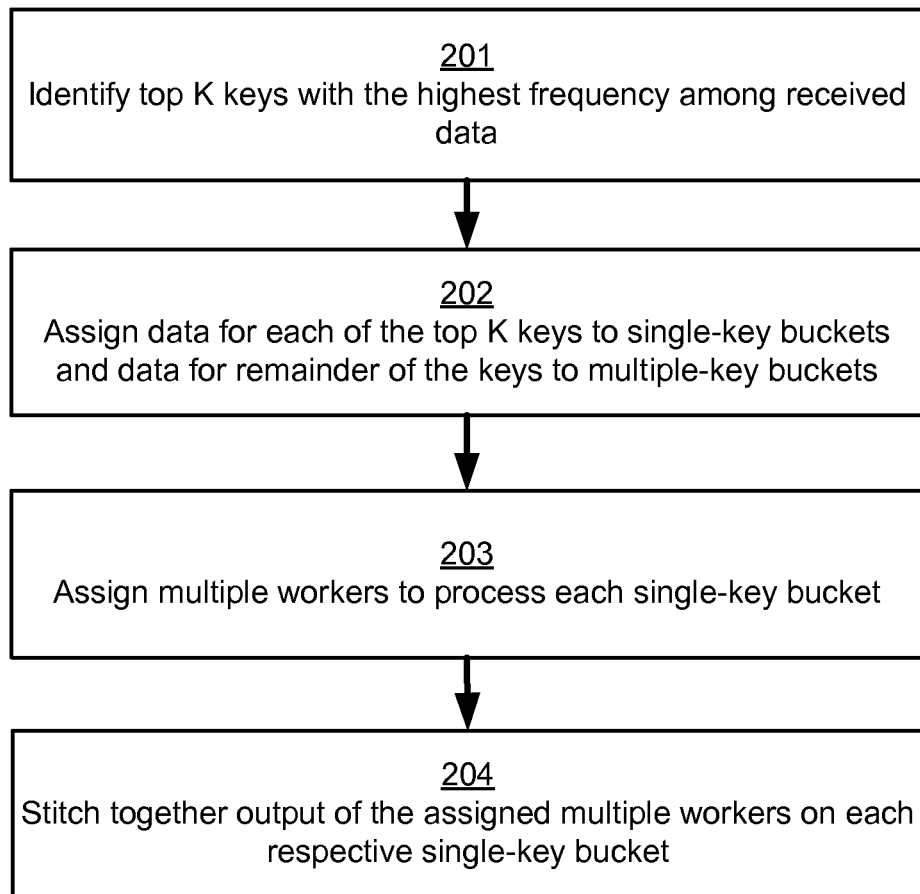 201
Identify top K keys with the highest frequency among received
data
202
Assign data for each of the top K keys to single-key buckets
and data for remainder of the keys to multiple-key buckets
203
Assign multiple workers to process each single-key bucket
204
Stitch together output of the assigned multiple workers on each
respective single-key bucket